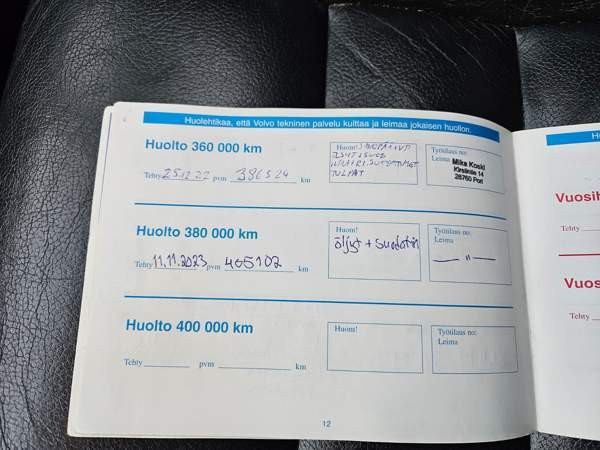 Huolehtikaa, että Volvo tekninen palvelu kuittaa ja leimaa jokaisen huollon.
Huolto 360 000 km
Tehty 25.12.22 pvm 386524 km
Huom!
TULPAT
Työtilaus no:
Leima
Mika Koski
Kirsintie 14
28760 Pori
Huolto 380 000 km
Tehty 11.11.2023 pvm 405102 km
Huom!
öljyt + suodatin
Työtilaus no:
Leima
— " —
Huolto 400 000 km
Tehty pvm km
Huom!
Työtilaus no:
Leima
12
Vuosih
Tehty
Vuos
Tehty